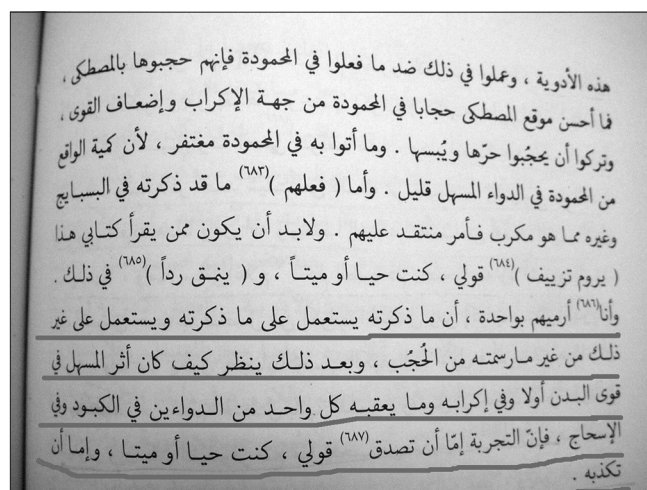 هذه الأدوية ، وعملوا في ذلك ضد ما فعلوا في المحمودة فإنهم حجبوها بالمصطكى ،
فما أحسن موقع المصطكى حجابا في المحمودة من جهة الإكراب وإضعاف القوى ،
وتركوا أن يحجُبوا حرّها ويُبسها . وما أتوا به في المحمودة مغتفر ، لأن كمية الواقع
من المحمودة في الدواء المسهل قليل . وأما ( فعلهم )(٦٨٣) ما قد ذكرته في البسبايج
وغيره مما هو مكرب فأمر منتقد عليهم . ولابد أن يكون ممن يقرأ كتابي هذا
( يروم تزييف )(٦٨٤) قولي ، كنت حيا أو ميتاً ، و ( ينمق رداً )(٦٨٥) في ذلك .
وأنا(٦٨٦) أرميهم بواحدة ، أن ما ذكرته يستعمل على ما ذكرته ويستعمل على غير
ذلك من غير مارسمته من الحُجُب ، وبعد ذلك ينظر كيف كان أثر المسهل في
قوى البدن أولا وفي إكرابه وما يعقبه كل واحد من الدواءين في الكبود وفي
الإسحاج ، فإنّ التجربة إمّا أن تصدق(٦٨٧) قولي ، كنت حيا أو ميتا ، وإما أن
تكذبه .